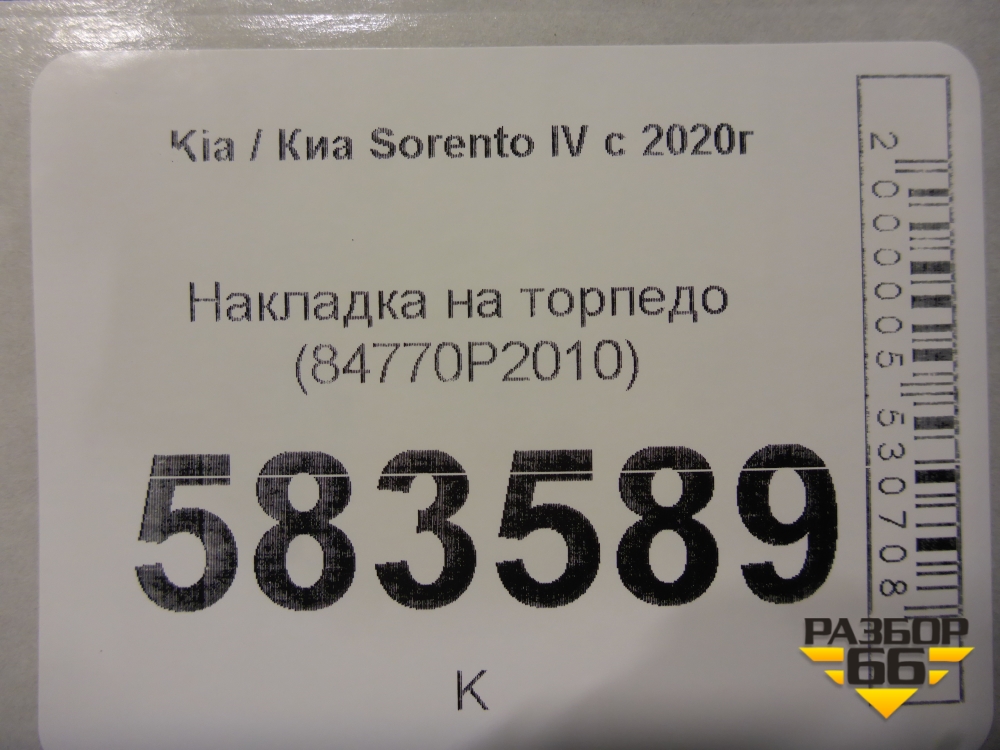 Kia / Киа Sorento IV с 2020г
Накладка на торпедо
(84770P2010)
583589
К
2000005530708
РАЗБОР
66